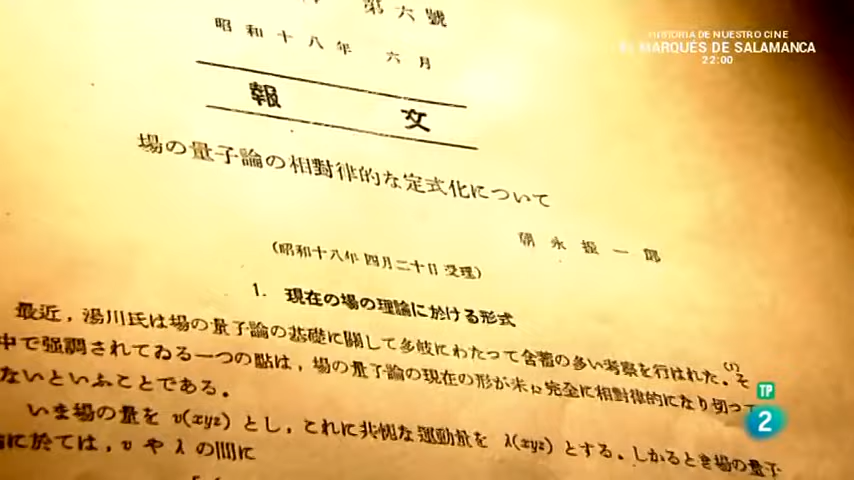 第六號
昭和十八年 六月
HISTORIA DE NUESTRO CINE
EL MARQUÉS DE SALAMANCA
22:00
報文
場の量子論の相對律的な定式化について
朝永振一郎
(昭和十八年 四月二十日 受理)
1. 現在の場の理論に於ける形式
最近,湯川氏は場の量子論の基礎に關して多岐にわたって含蓄の多い考察を行はれた。(1) そ
中で強調されてゐる一つの點は,場の量子論の現在の形が未に完全に相對律的になり切って
ないといふことである。
いま場の量を v(xyz) とし,これに共軛な運動量を λ(xyz) とする。しかるとき場の量子
に於ては,v や λ の間に
TP
2